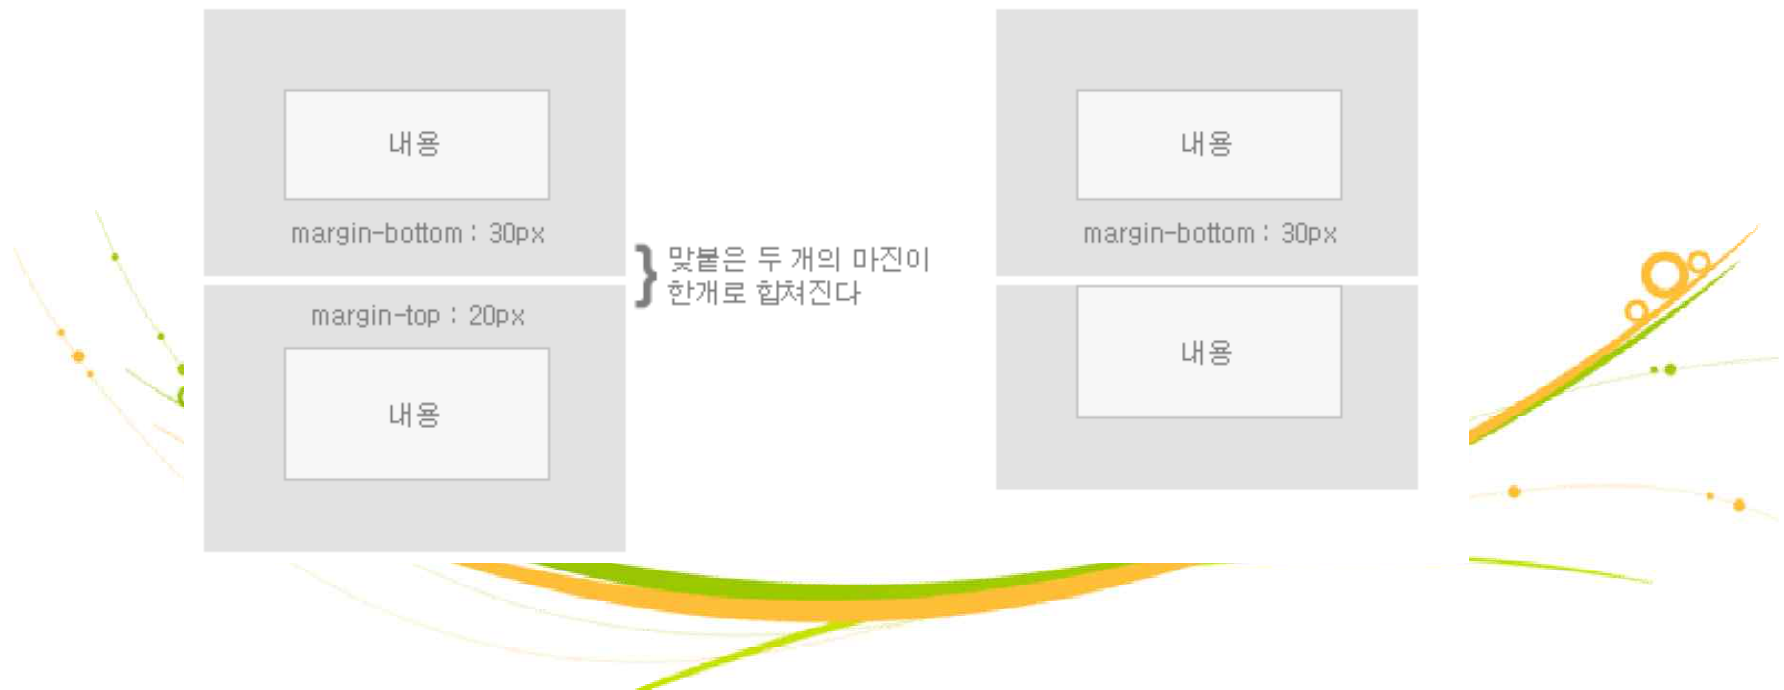 내용
margin-bottom : 30px
맞붙은 두 개의 마진이
한개로 합쳐진다
margin-top : 20px
내용
내용
margin-bottom : 30px
내용